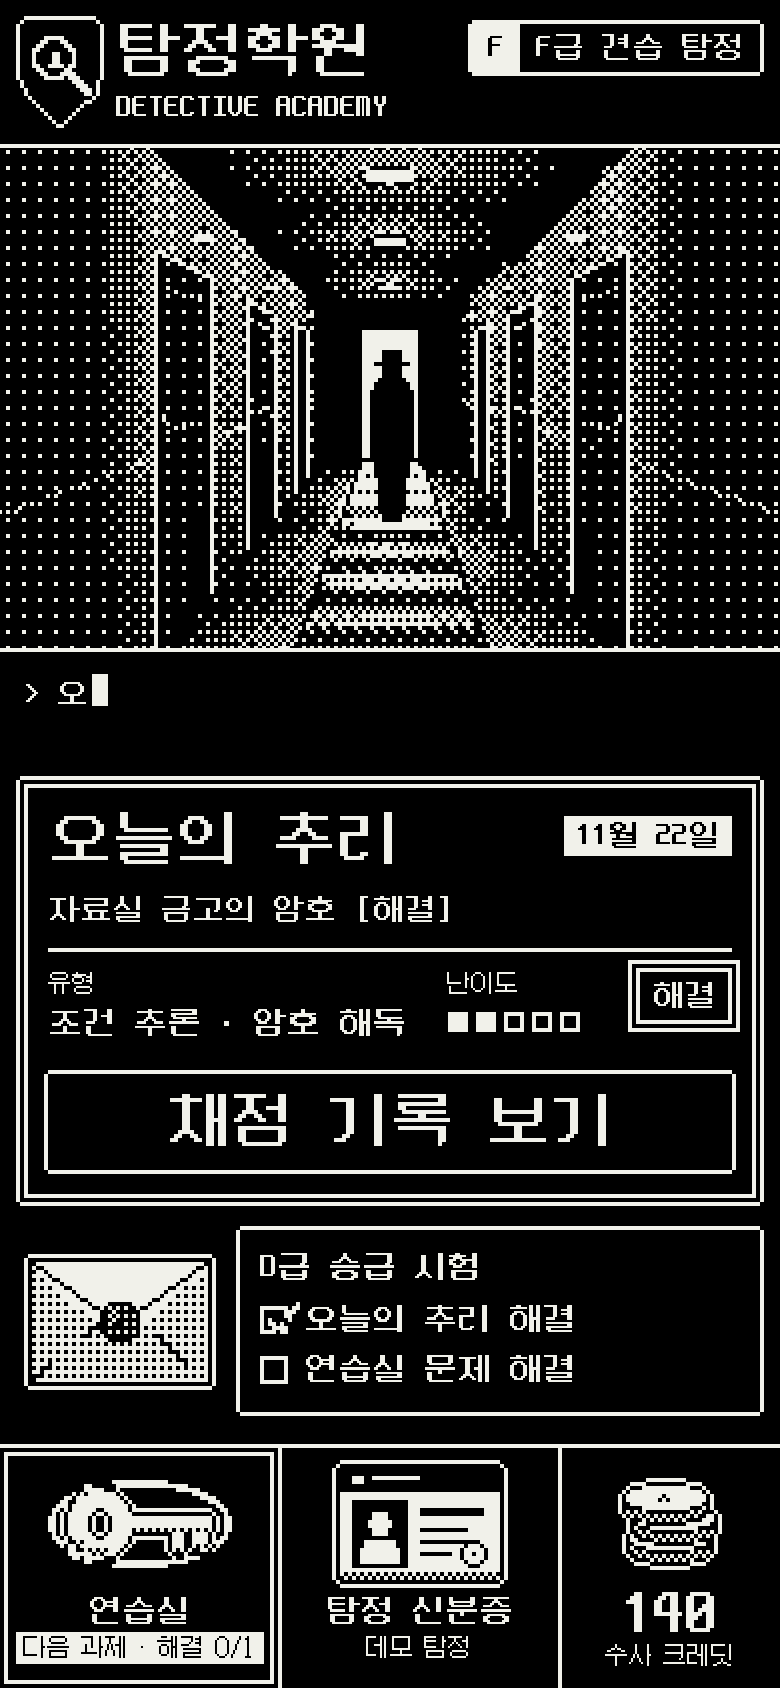 탐정학원
DETECTIVE ACADEMY
F F급 견습 탐정
> 오
오늘의 추리
11월 22일
자료실 금고의 암호 [해결]
유형
난이도
조건 추론 · 암호 해독
해결
채점 기록 보기
D급 승급 시험
오늘의 추리 해결
연습실 문제 해결
연습실
다음 과제 · 해결 0/1
탐정 신분증
데모 탐정
140
수사 크레딧